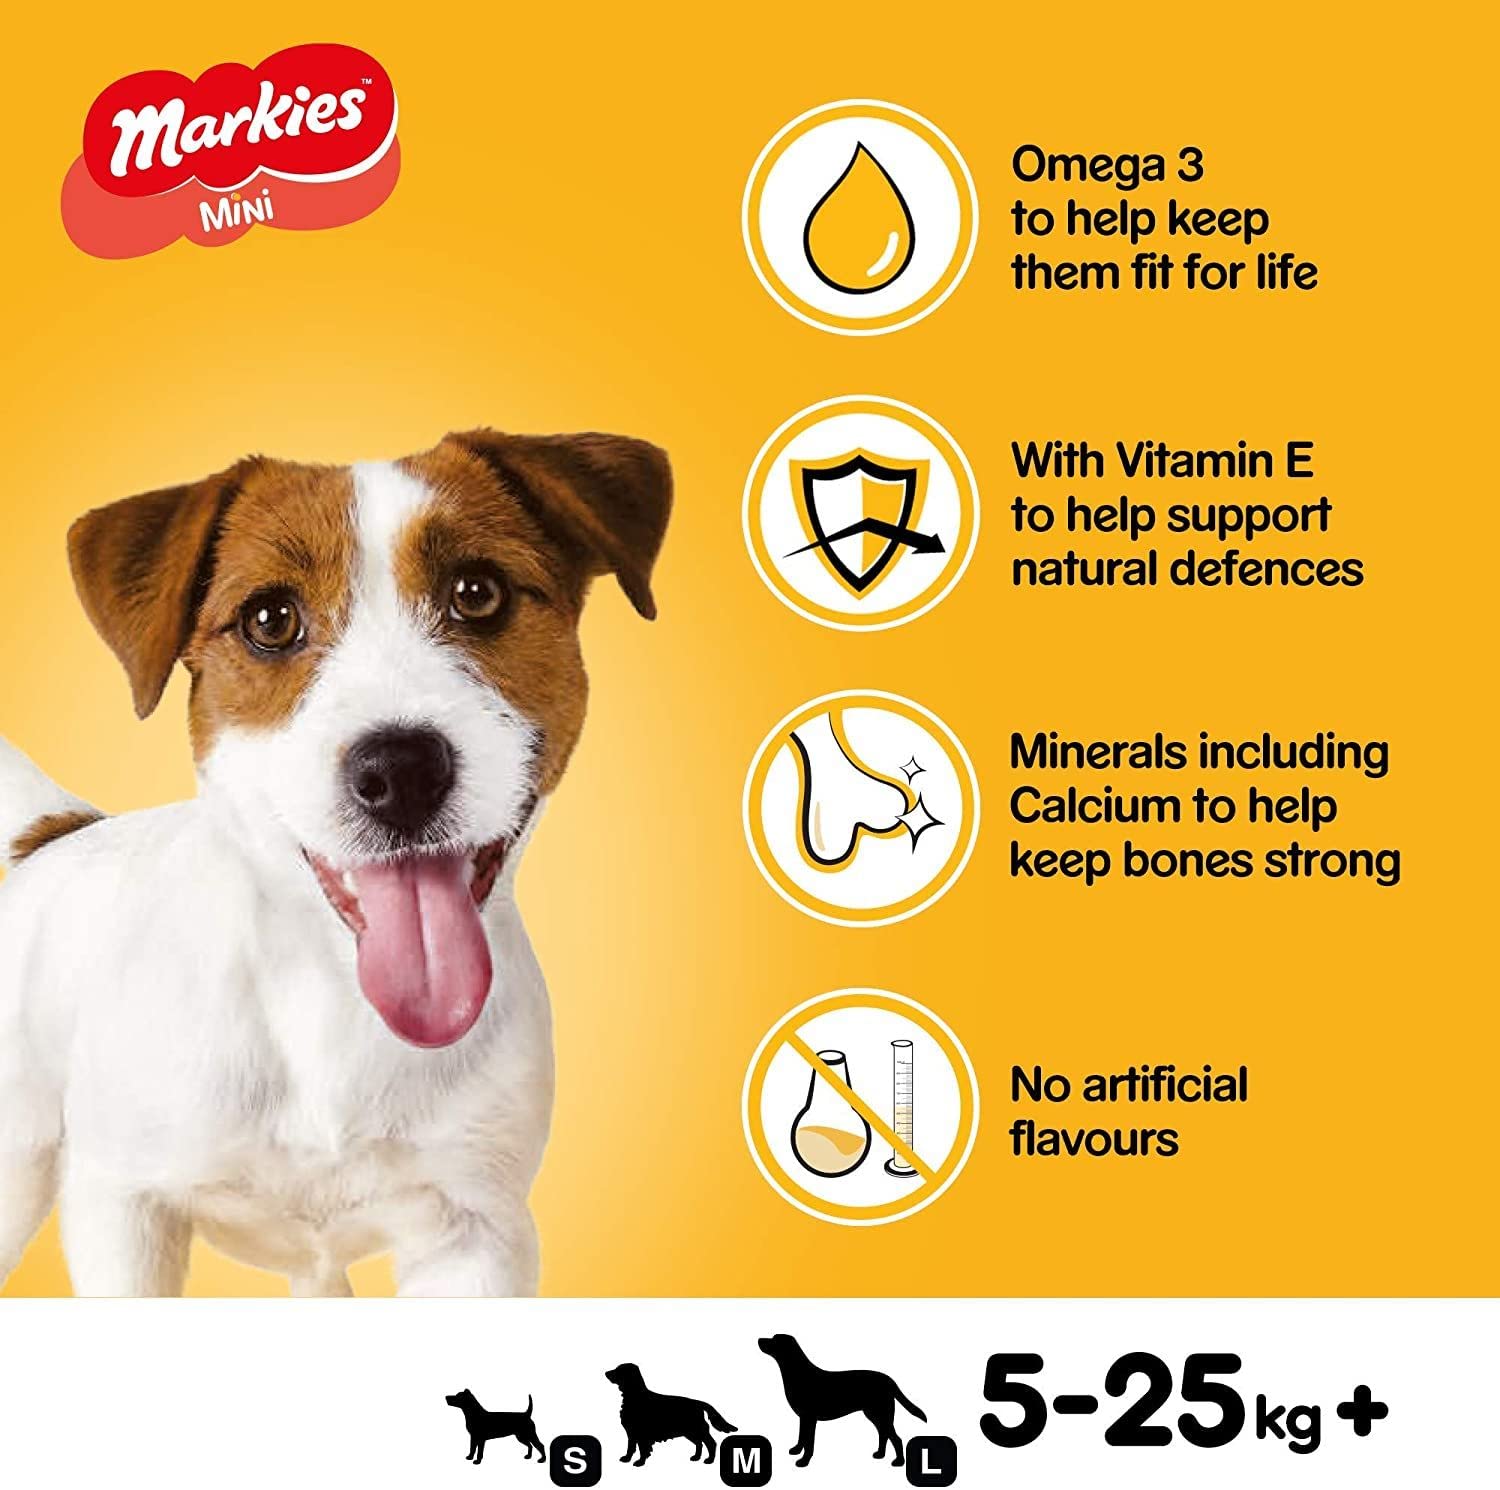 Markies™
MiNi
Omega 3
to help keep
them fit for life
With Vitamin E
to help support
natural defences
Minerals including
Calcium to help
keep bones strong
No artificial
flavours
S M L 5-25kg+